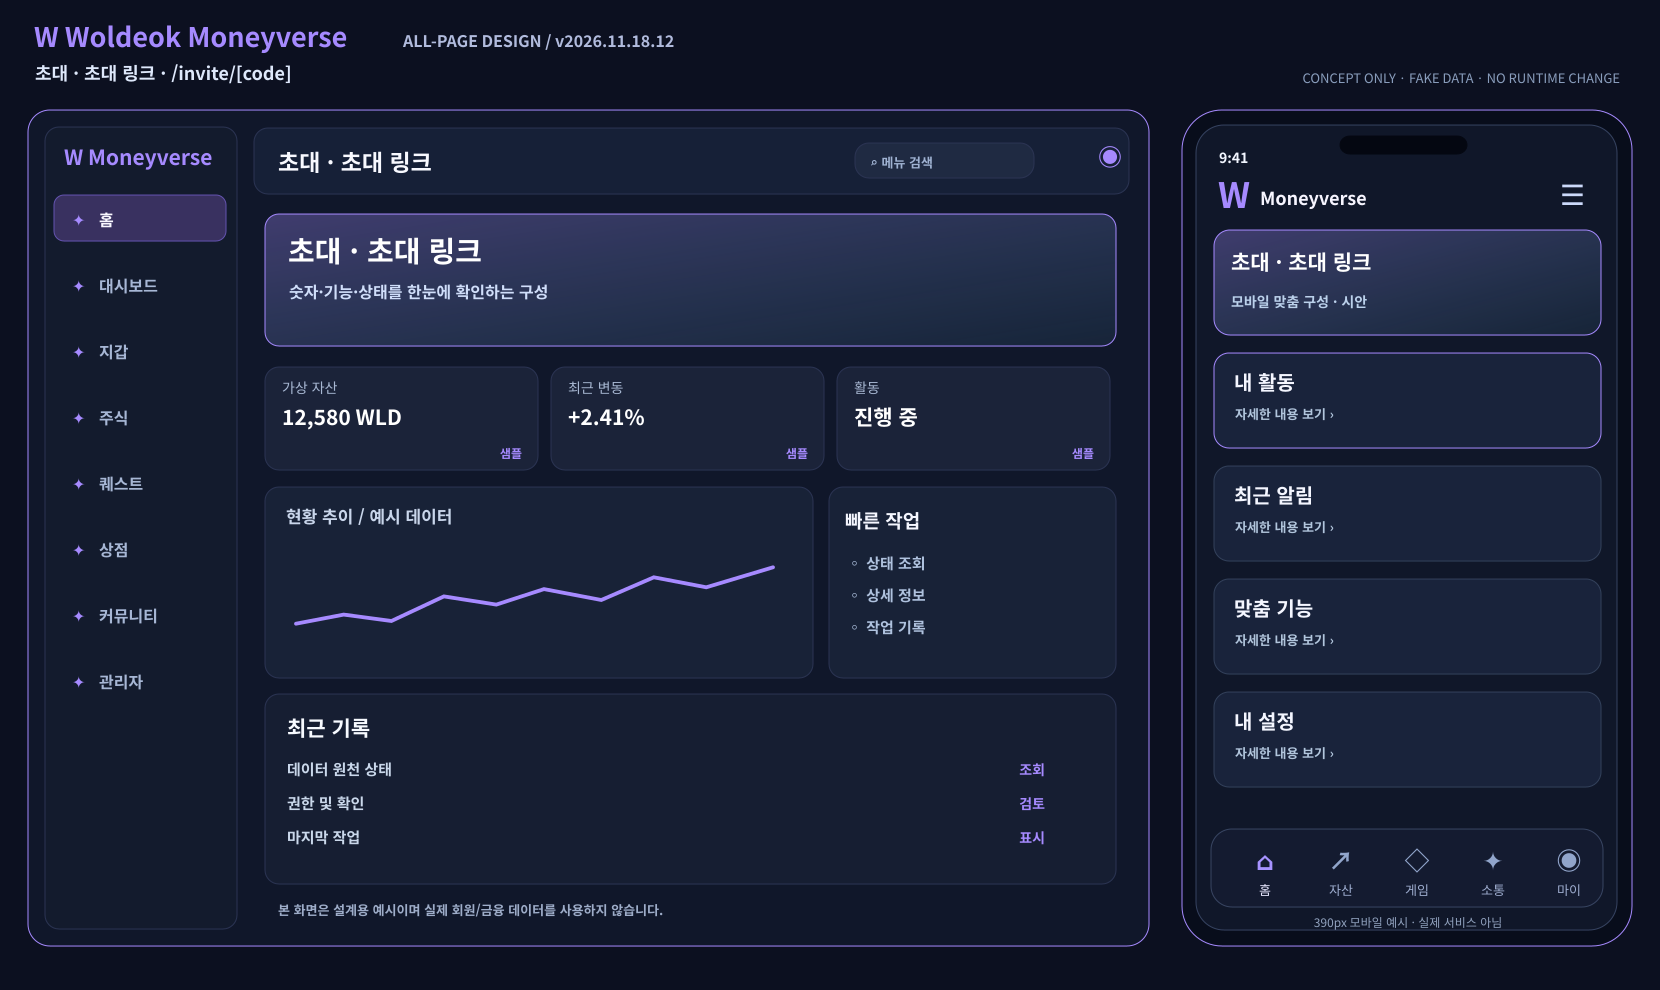 W Woldeok Moneyverse
ALL-PAGE DESIGN / v2026.11.18.12
초대 · 초대 링크 · /invite/[code]
CONCEPT ONLY · FAKE DATA · NO RUNTIME CHANGE
W Moneyverse
홈
대시보드
지갑
주식
퀘스트
상점
커뮤니티
관리자
초대 · 초대 링크
메뉴 검색
초대 · 초대 링크
숫자·기능·상태를 한눈에 확인하는 구성
가상 자산
12,580 WLD
샘플
최근 변동
+2.41%
샘플
활동
진행 중
샘플
현황 추이 / 예시 데이터
빠른 작업
상태 조회
상세 정보
작업 기록
최근 기록
데이터 원천 상태
조회
권한 및 확인
검토
마지막 작업
표시
본 화면은 설계용 예시이며 실제 회원/금융 데이터를 사용하지 않습니다.
9:41
W Moneyverse
초대 · 초대 링크
모바일 맞춤 구성 · 시안
내 활동
자세한 내용 보기 ›
최근 알림
자세한 내용 보기 ›
맞춤 기능
자세한 내용 보기 ›
내 설정
자세한 내용 보기 ›
홈
자산
게임
소통
마이
390px 모바일 예시 · 실제 서비스 아님